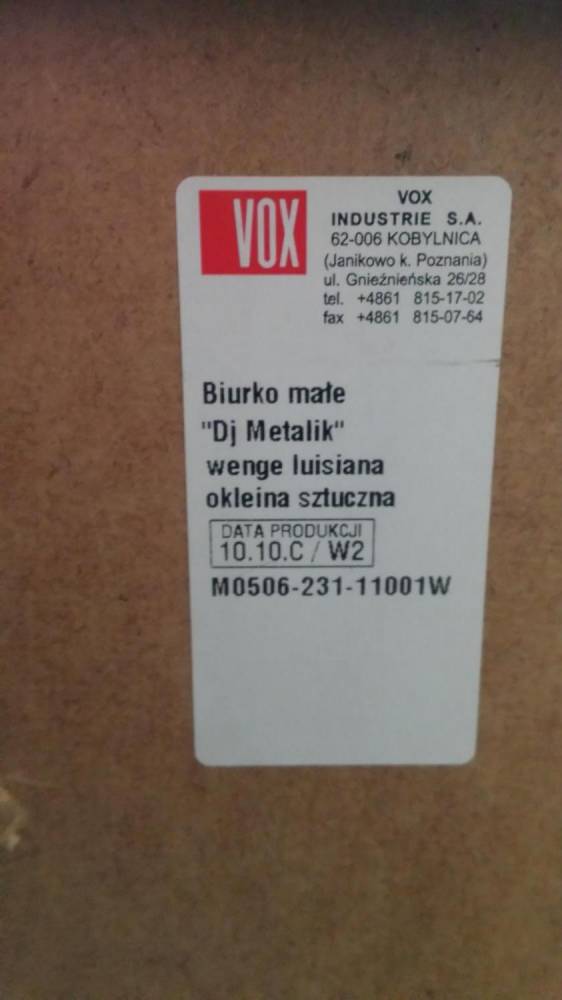 VOX
VOX
INDUSTRIE S.A.
62-006 KOBYLNICA
(Janikowo k. Poznania)
ul. Gnieźnieńska 26/28
tel. +4861 815-17-02
fax +4861 815-07-64
Biurko małe
"Dj Metalik"
wenge luisiana
okleina sztuczna
DATA PRODUKCJI
10.10.C / W2
M0506-231-11001W